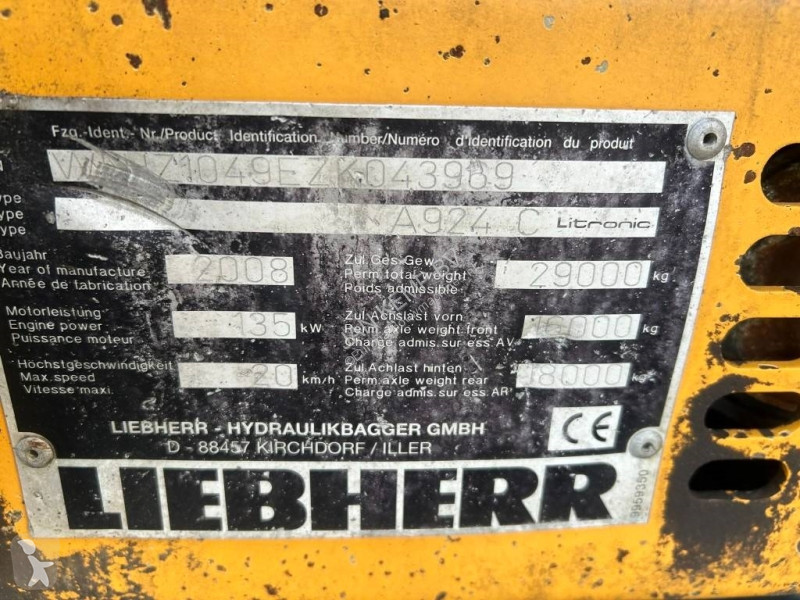 Fzg.-Ident.- Nr./Product Identification Number/Numéro d'identification du produit
Z1049EZK043989
ype
ype
ype
A924 C Litronic
Baujahr
Year of manufacture
Année de fabrication
2008
Zul.Ges.Gew.
Perm.total weight
Poids admissible
29000 kg
Motorleistung
Engine power
Puissance moteur
135 kW
Zul.Achslast vorn
Perm.axle weight front
Charge admis.sur ess.AV
kg
Höchstgeschwindigkeit
Max.speed
Vitesse maxi.
20 km/h
Zul.Achslast hinten
Perm.axle weight rear
Charge admis.sur ess.AR
18000 kg
LIEBHERR - HYDRAULIKBAGGER GMBH
D - 88457 KIRCHDORF / ILLER
CE
LIEBHERR
9959350